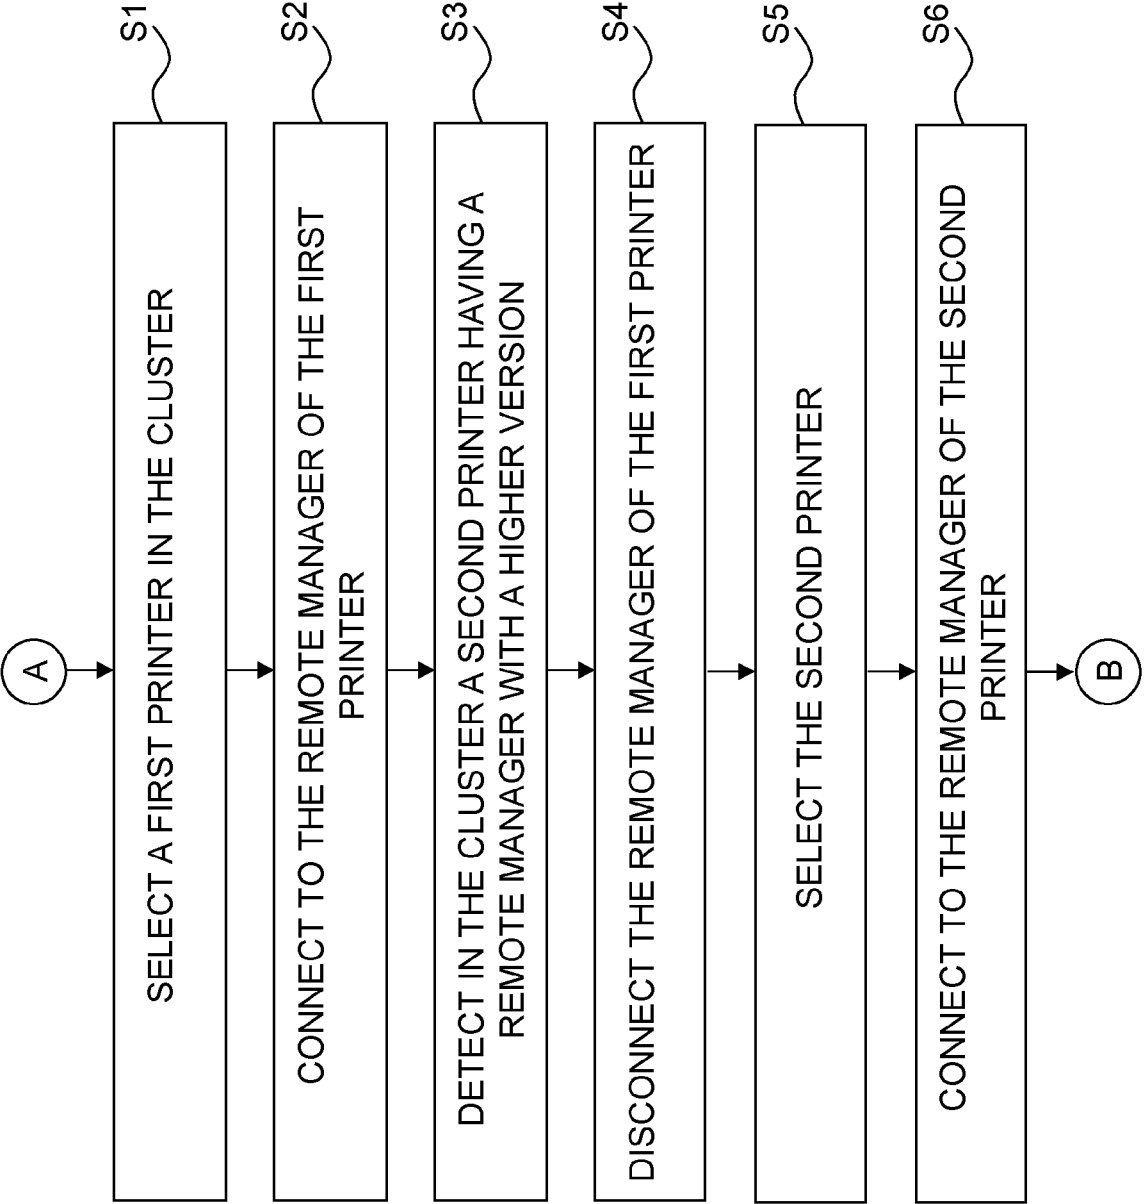 A
SELECT A FIRST PRINTER IN THE CLUSTER
S1
CONNECT TO THE REMOTE MANAGER OF THE FIRST
PRINTER
S2
DETECT IN THE CLUSTER A SECOND PRINTER HAVING A
REMOTE MANAGER WITH A HIGHER VERSION
S3
DISCONNECT THE REMOTE MANAGER OF THE FIRST PRINTER
S4
SELECT THE SECOND PRINTER
S5
CONNECT TO THE REMOTE MANAGER OF THE SECOND
PRINTER
S6
B